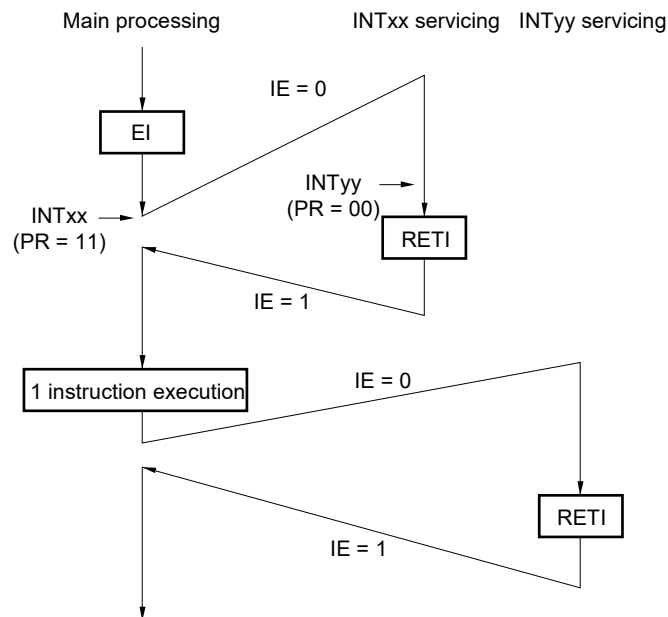 Main processing
INTxx servicing
INTyy servicing
IE = 0
EI
INTyy
(PR = 00)
INTxx
(PR = 11)
RETI
IE = 1
1 instruction execution
IE = 0
RETI
IE = 1